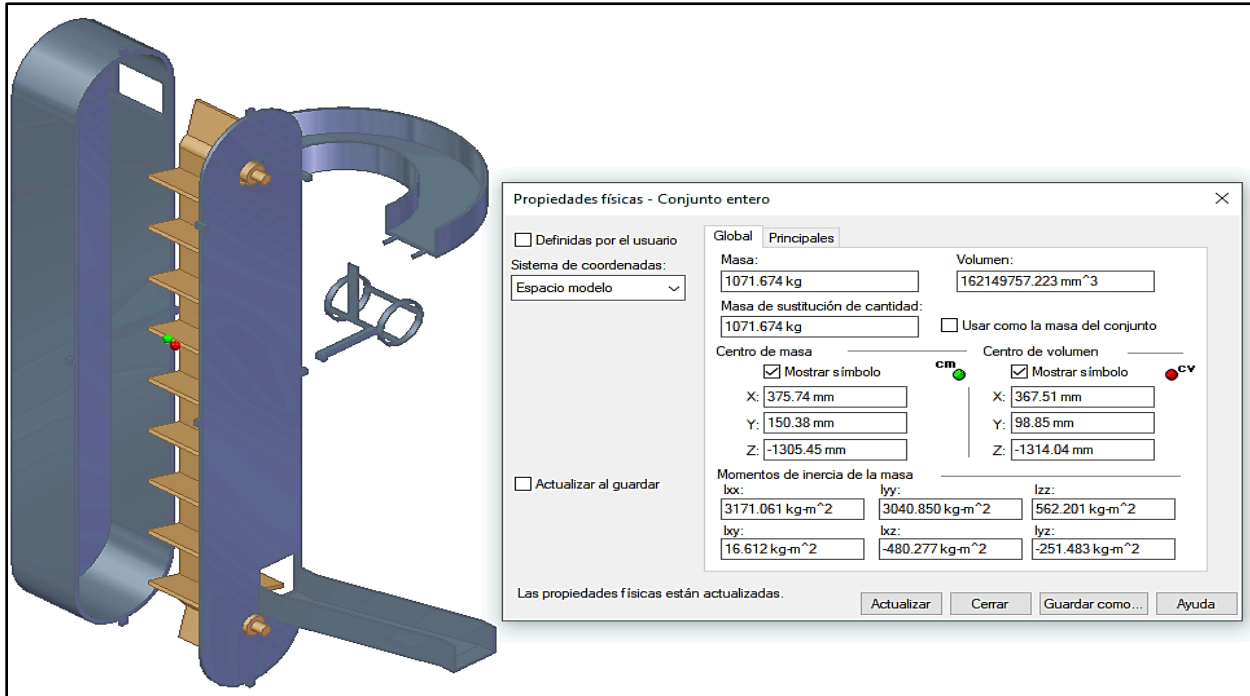 Propiedades físicas - Conjunto entero
Definidas por el usuario
Sistema de coordenadas:
Espacio modelo
Actualizar al guardar
Las propiedades físicas están actualizadas.
Global Principales
Masa: Volumen:
1071.674 kg 162149757.223 mm^3
Masa de sustitución de cantidad:
1071.674 kg Usar como la masa del conjunto
Centro de masa Centro de volumen
Mostrar símbolo cm Mostrar símbolo cv
X: 375.74 mm X: 367.51 mm
Y: 150.38 mm Y: 98.85 mm
Z: -1305.45 mm Z: -1314.04 mm
Momentos de inercia de la masa
Ixx: Iyy: Izz:
3171.061 kg-m^2 3040.850 kg-m^2 562.201 kg-m^2
Ixy: Ixz: Iyz:
16.612 kg-m^2 -480.277 kg-m^2 -251.483 kg-m^2
Actualizar Cerrar Guardar como... Ayuda